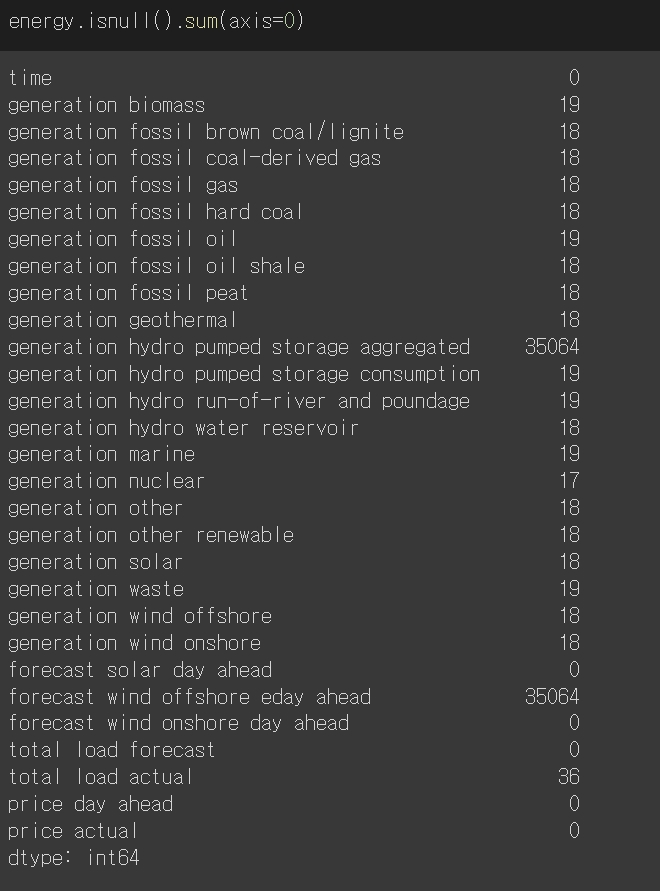 energy.isnull().sum(axis=0)
time 0
generation biomass 19
generation fossil brown coal/lignite 18
generation fossil coal-derived gas 18
generation fossil gas 18
generation fossil hard coal 18
generation fossil oil 19
generation fossil oil shale 18
generation fossil peat 18
generation geothermal 18
generation hydro pumped storage aggregated 35064
generation hydro pumped storage consumption 19
generation hydro run-of-river and poundage 19
generation hydro water reservoir 18
generation marine 19
generation nuclear 17
generation other 18
generation other renewable 18
generation solar 18
generation waste 19
generation wind offshore 18
generation wind onshore 18
forecast solar day ahead 0
forecast wind offshore eday ahead 35064
forecast wind onshore day ahead 0
total load forecast 0
total load actual 36
price day ahead 0
price actual 0
dtype: int64